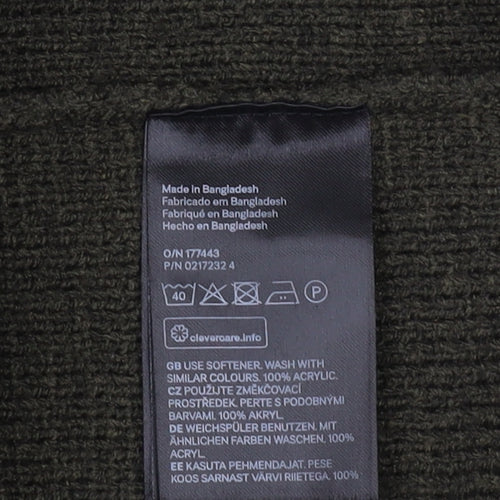 Made in Bangladesh
Fabricado em Bangladesh
Fabriqué en Bangladesh
Hecho en Bangladesh
O/N 177443
P/N 0217232 4
40 P
clevercare.info
GB USE SOFTENER. WASH WITH
SIMILAR COLOURS. 100% ACRYLIC.
CZ POUŽIJTE ZMĚKČOVACÍ
PROSTŘEDEK. PERTE S PODOBNÝMI
BARVAMI. 100% AKRYL.
DE WEICHSPÜLER BENUTZEN. MIT
ÄHNLICHEN FARBEN WASCHEN. 100%
AKRYL.
EE KASUTA PEHMENDAJAT. PESE
KOOS SARNAST VÄRVI RIIETEGA. 100%